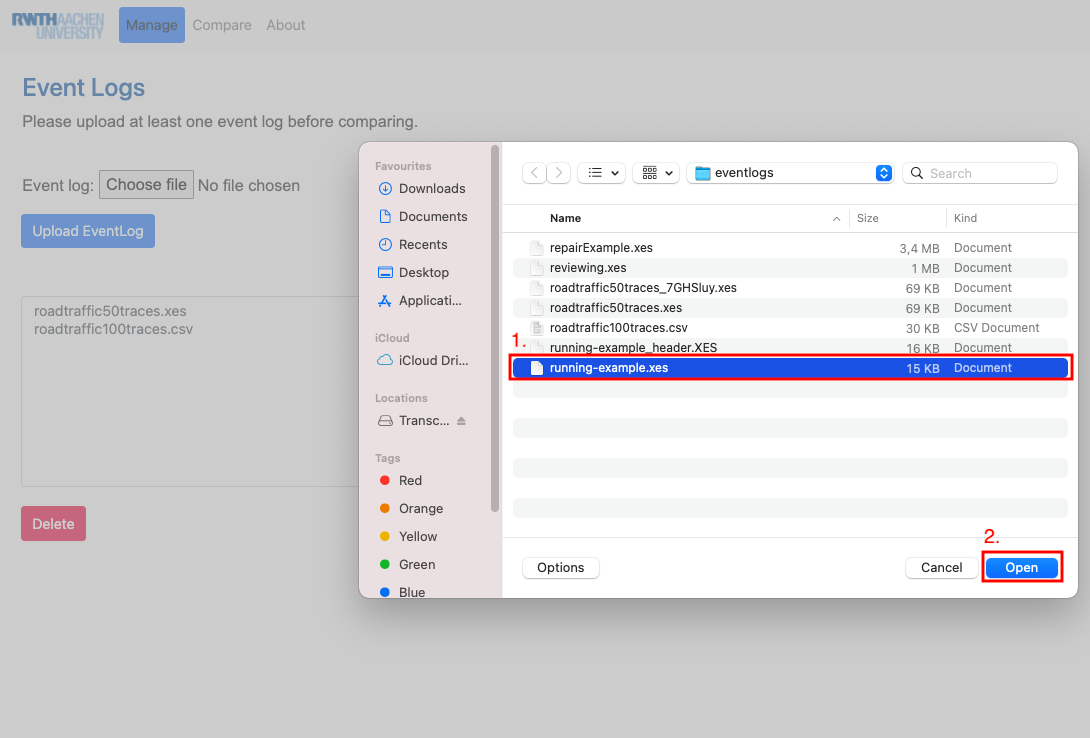 RWTHAACHEN
UNIVERSITY
Manage Compare About
Event Logs
Please upload at least one event log before comparing.
Event log: Choose file No file chosen
Upload EventLog
roadtraffic50traces.xes
roadtraffic100traces.csv
Delete
Favourites
Downloads
Documents
Recents
Desktop
Applicati...
iCloud
iCloud Dri...
Locations
Transc...
Tags
Red
Orange
Yellow
Green
Blue
eventlogs
Search
Name Size Kind
repairExample.xes 3,4 MB Document
reviewing.xes 1 MB Document
roadtraffic50traces_7GHSluy.xes 69 KB Document
roadtraffic50traces.xes 69 KB Document
roadtraffic100traces.csv 30 KB CSV Document
1.
running-example_header.XES 16 KB Document
running-example.xes 15 KB Document
2.
Options Cancel Open